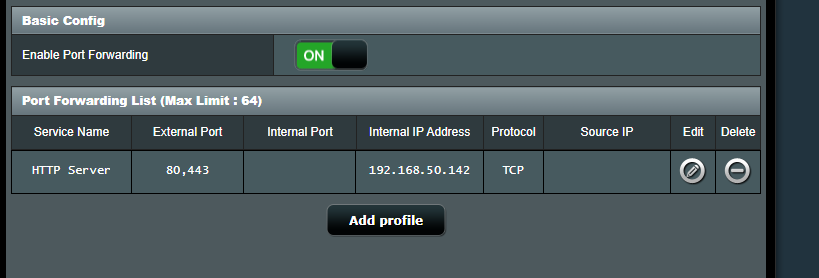 Basic Config
Enable Port Forwarding ON
Port Forwarding List (Max Limit : 64)
Service Name External Port Internal Port Internal IP Address Protocol Source IP Edit Delete
HTTP Server 80,443 192.168.50.142 TCP
Add profile